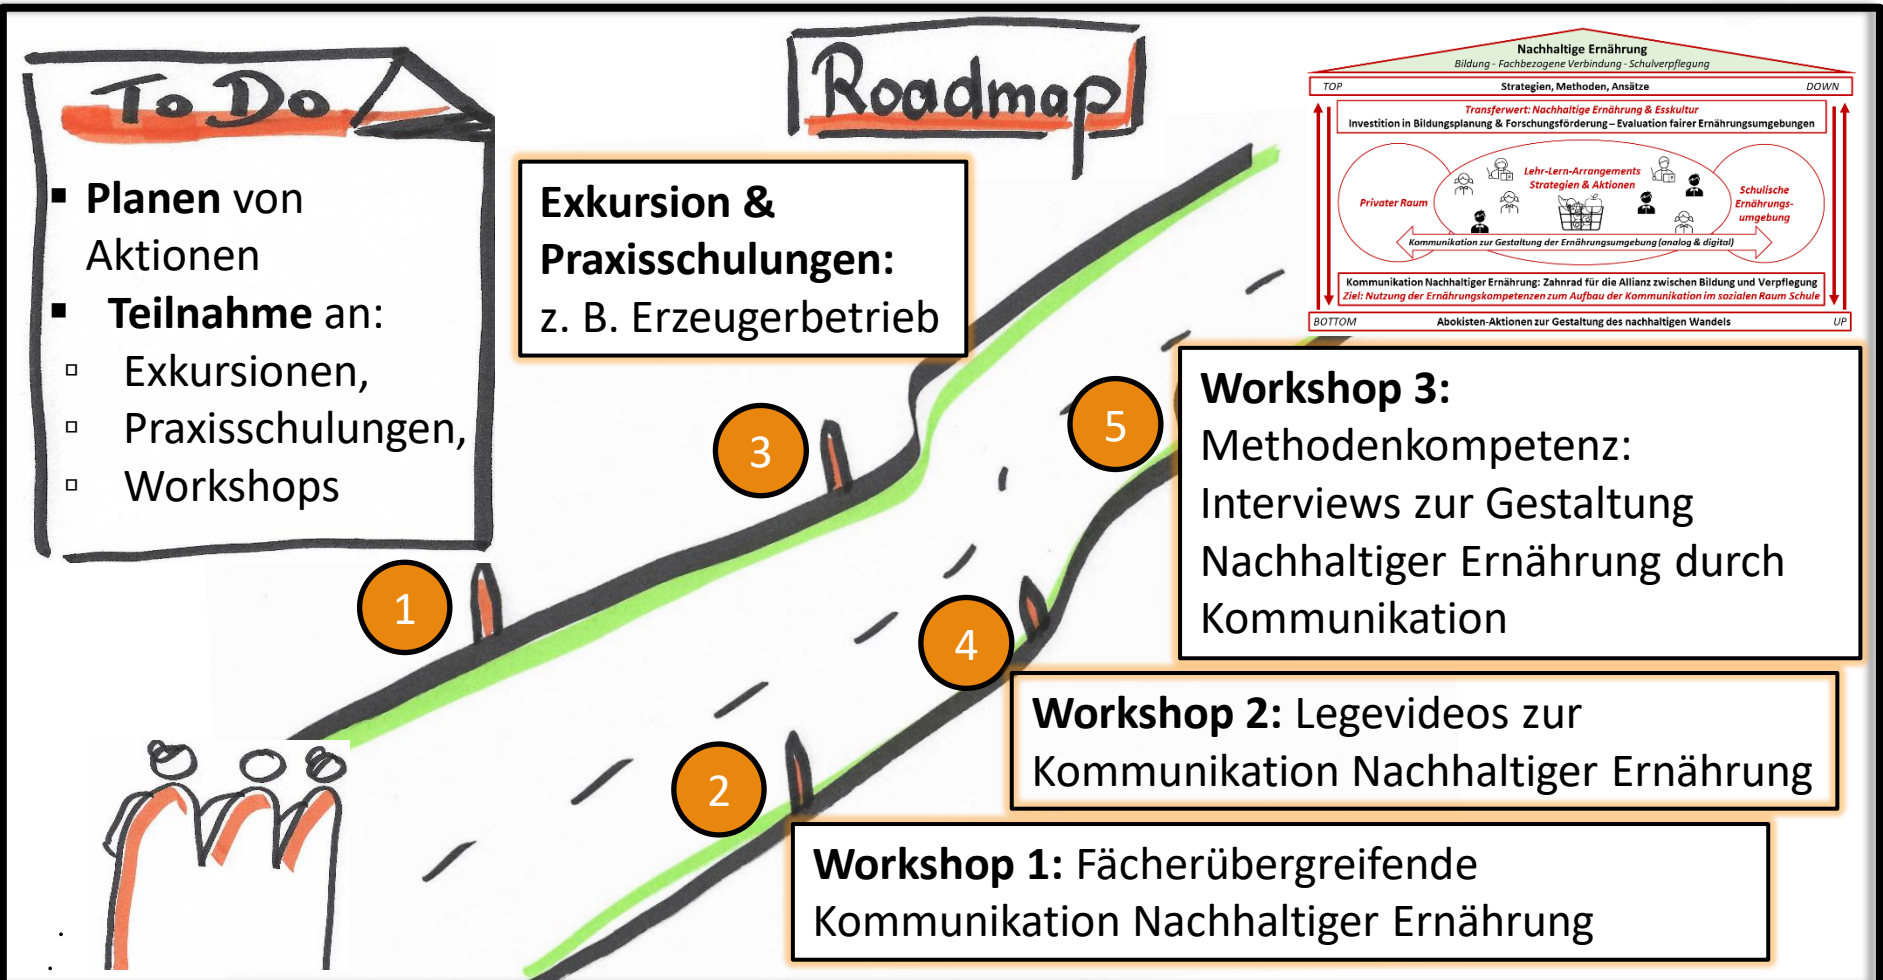 To Do
▪ Planen von
Aktionen
▪ Teilnahme an:
▫ Exkursionen,
▫ Praxisschulungen,
▫ Workshops
Roadmap
Exkursion &
Praxisschulungen:
z. B. Erzeugerbetrieb
Nachhaltige Ernährung
Bildung - Fachbezogene Verbindung - Schulverpflegung
TOP Strategien, Methoden, Ansätze DOWN
Transferwert: Nachhaltige Ernährung & Esskultur
Investition in Bildungsplanung & Forschungsförderung – Evaluation fairer Ernährungsumgebungen
Lehr-Lern-Arrangements
Strategien & Aktionen
Privater Raum
Schulische
Ernährungs-
umgebung
Kommunikation zur Gestaltung der Ernährungsumgebung (analog & digital)
Kommunikation Nachhaltiger Ernährung: Zahnrad für die Allianz zwischen Bildung und Verpflegung
Ziel: Nutzung der Ernährungskompetenzen zum Aufbau der Kommunikation im sozialen Raum Schule
BOTTOM Abokisten-Aktionen zur Gestaltung des nachhaltigen Wandels UP
1
2
3
4
5
Workshop 3:
Methodenkompetenz:
Interviews zur Gestaltung
Nachhaltiger Ernährung durch
Kommunikation
Workshop 2: Legevideos zur
Kommunikation Nachhaltiger Ernährung
Workshop 1: Fächerübergreifende
Kommunikation Nachhaltiger Ernährung